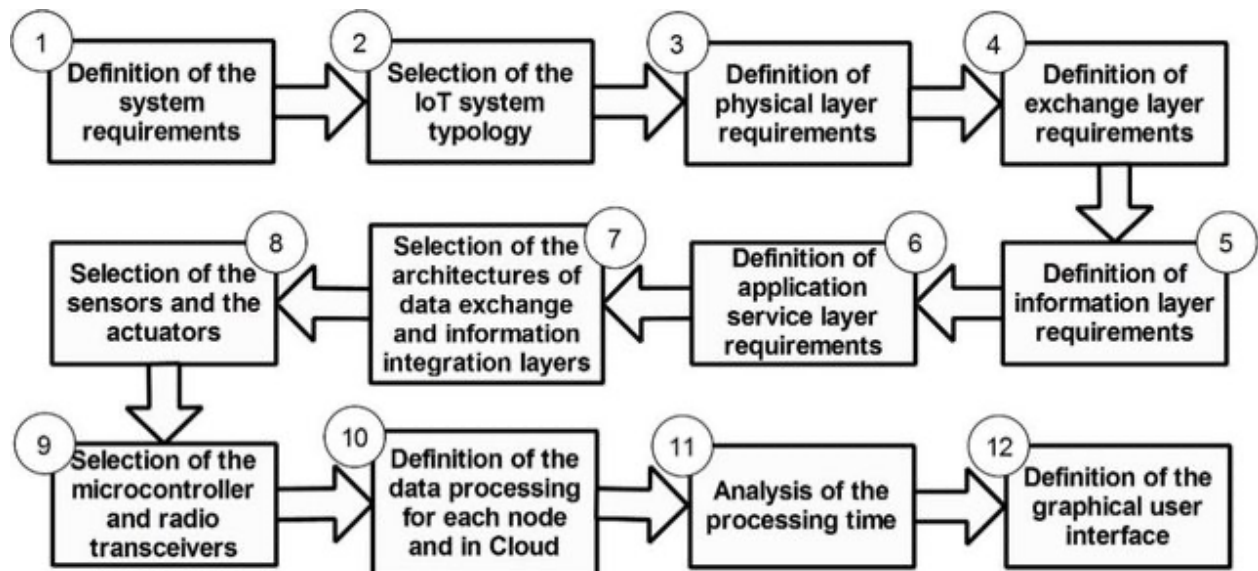 1
Definition of the
system
requirements
2
Selection of the
IoT system
typology
3
Definition of
physical layer
requirements
4
Definition of
exchange layer
requirements
5
Definition of
information layer
requirements
6
Definition of
application
service layer
requirements
7
Selection of the
architectures of
data exchange
and information
integration layers
8
Selection of the
sensors and the
actuators
9
Selection of the
microcontroller
and radio
transceivers
10
Definition of the
data processing
for each node
and in Cloud
11
Analysis of the
processing time
12
Definition of the
graphical user
interface